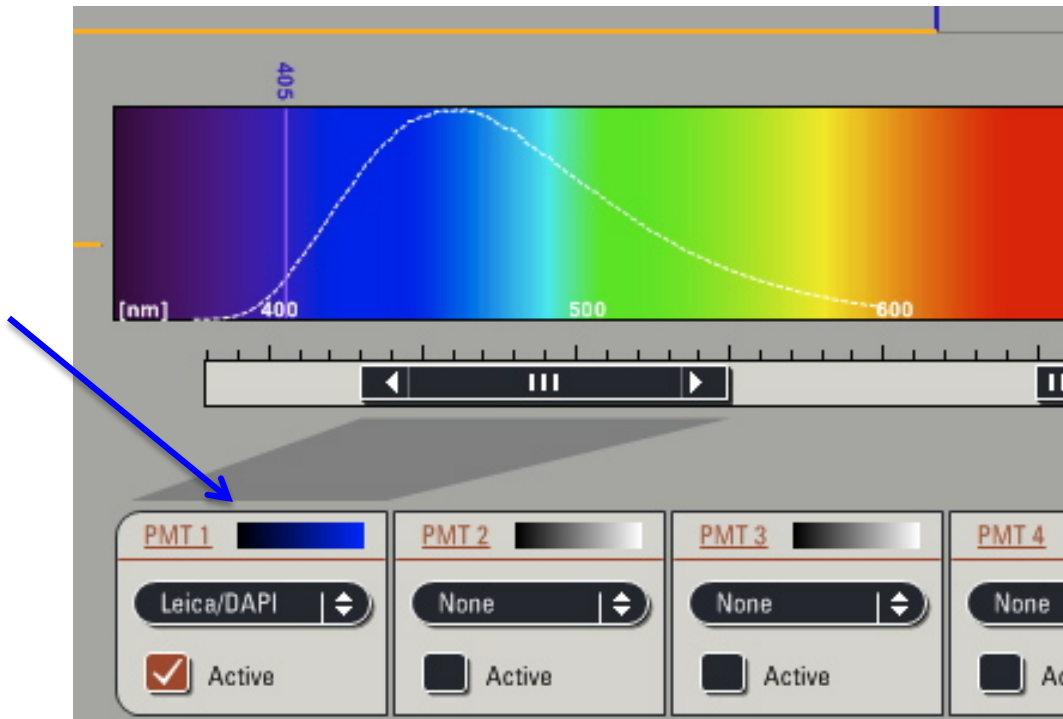 405
[nm] 400 500 600
PMT 1 PMT 2 PMT 3 PMT 4
Leica/DAPI None None None
Active Active Active